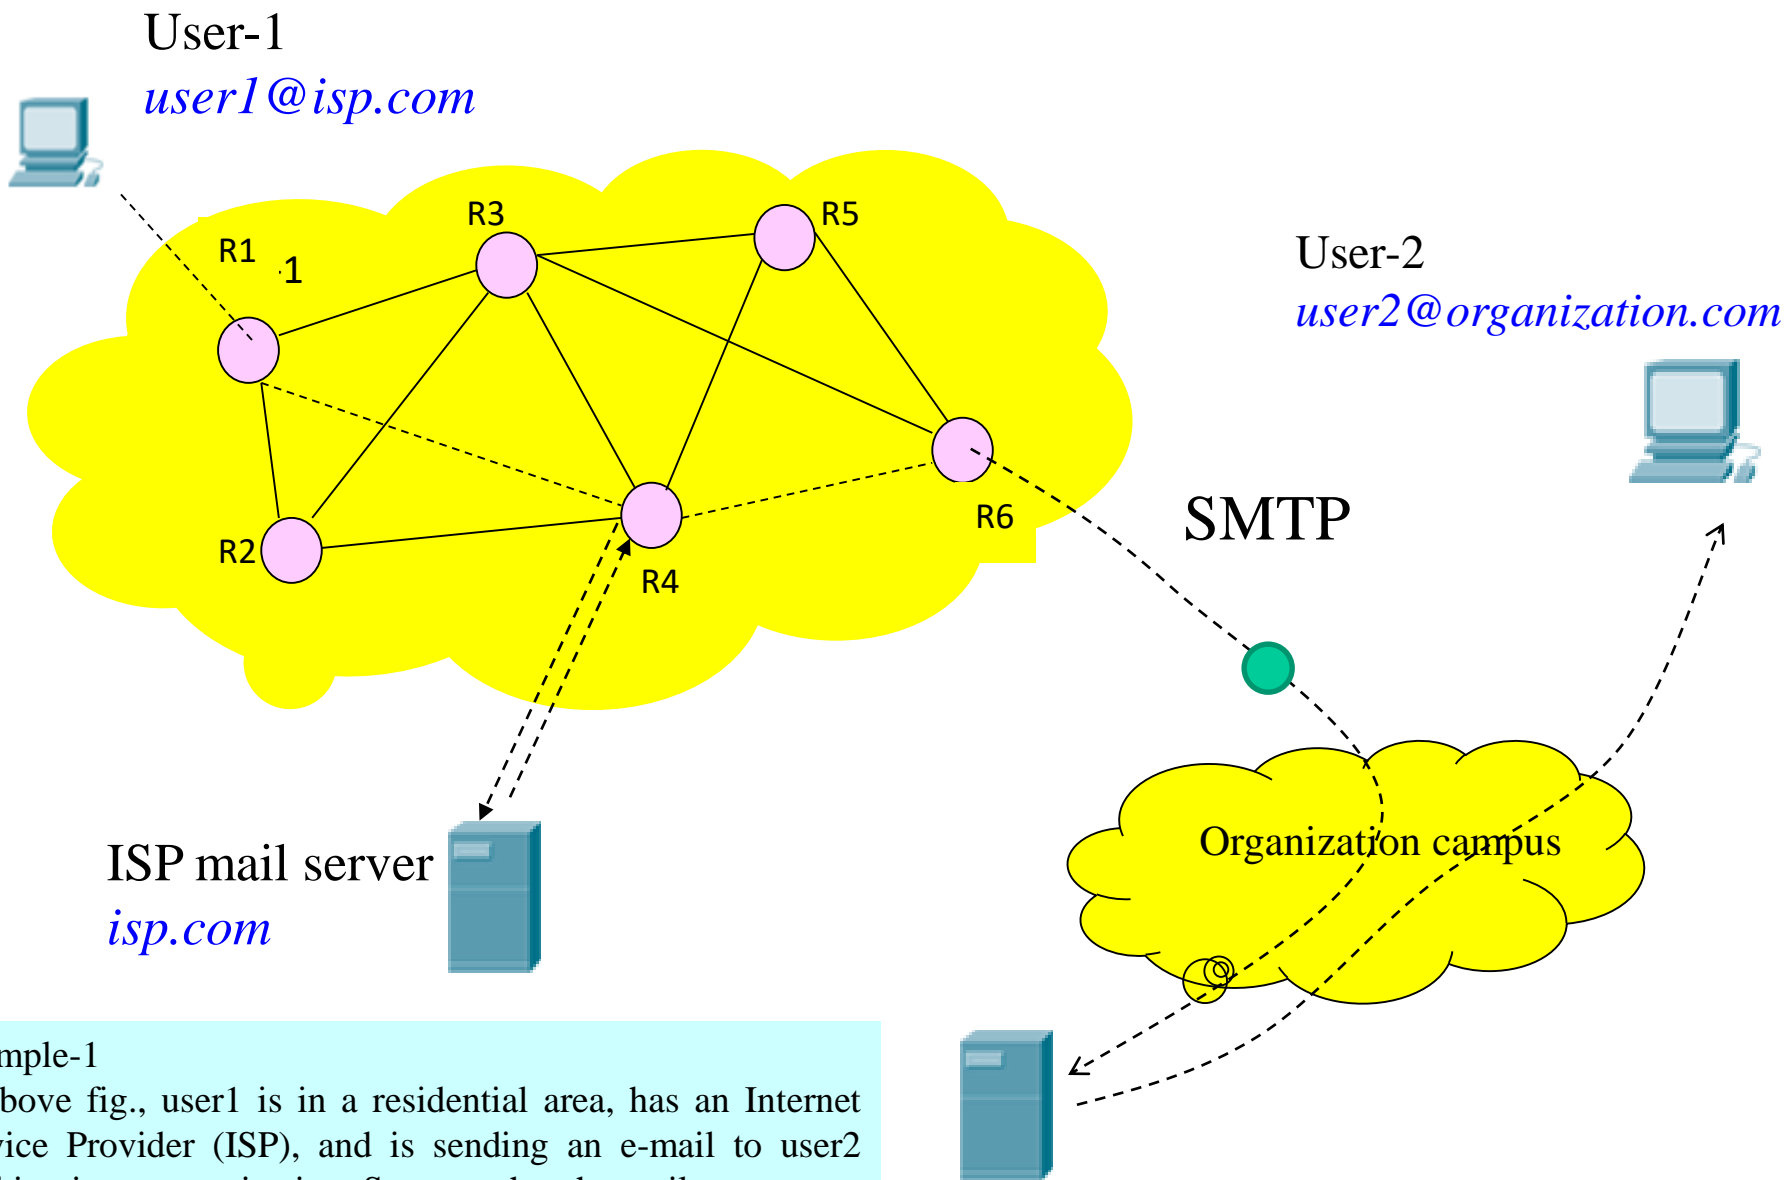 User-1
user1@isp.com
R3
R5
R1
1
User-2
user2@organization.com
R6
SMTP
R2
R4
Organization campus
ISP mail server
isp.com
mple-1
bove fig., user1 is in a residential area, has an Internet
vice Provider (ISP), and is sending an e-mail to user2